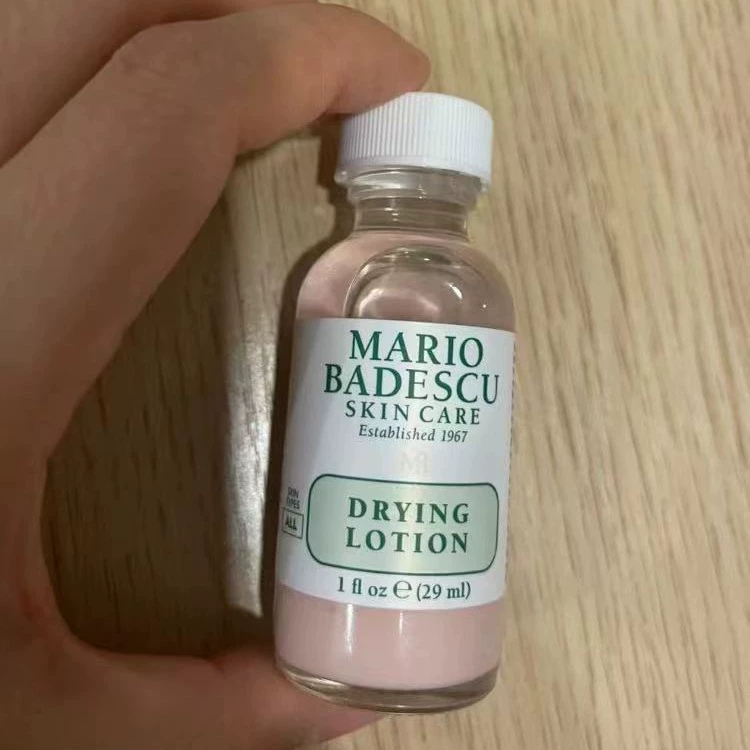 MARIO
BADESCU
SKIN CARE
Established 1967
SKIN
TYPES
ALL
DRYING
LOTION
1 fl oz ℮ (29 ml)